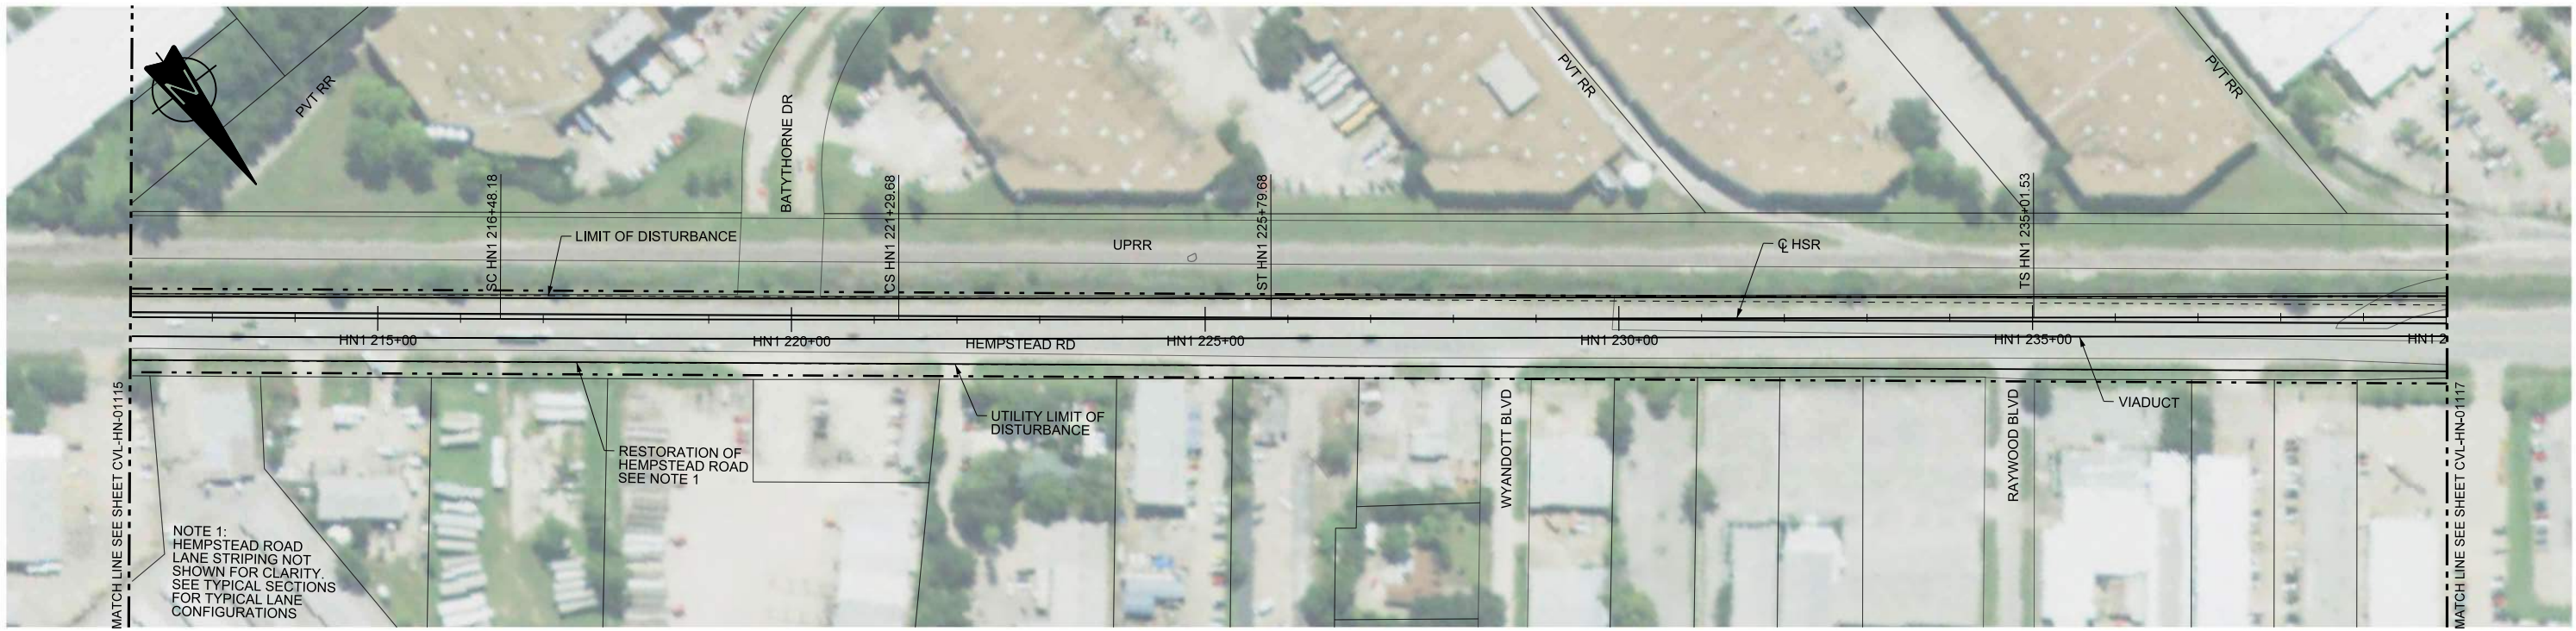 N
PVT RR
BATYTHORNE DR
PVT RR
PVT RR
SC HN1 216+48.18
CS HN1 221+29.68
ST HN1 225+79.68
TS HN1 235+01.53
LIMIT OF DISTURBANCE
UPRR
℄ HSR
HN1 215+00
HN1 220+00
HEMPSTEAD RD
HN1 225+00
HN1 230+00
HN1 235+00
HN1 2
MATCH LINE SEE SHEET CVL-HN-01115
RESTORATION OF
HEMPSTEAD ROAD
SEE NOTE 1
UTILITY LIMIT OF
DISTURBANCE
WYANDOTT BLVD
RAYWOOD BLVD
VIADUCT
MATCH LINE SEE SHEET CVL-HN-01117
NOTE 1:
HEMPSTEAD ROAD
LANE STRIPING NOT
SHOWN FOR CLARITY.
SEE TYPICAL SECTIONS
FOR TYPICAL LANE
CONFIGURATIONS